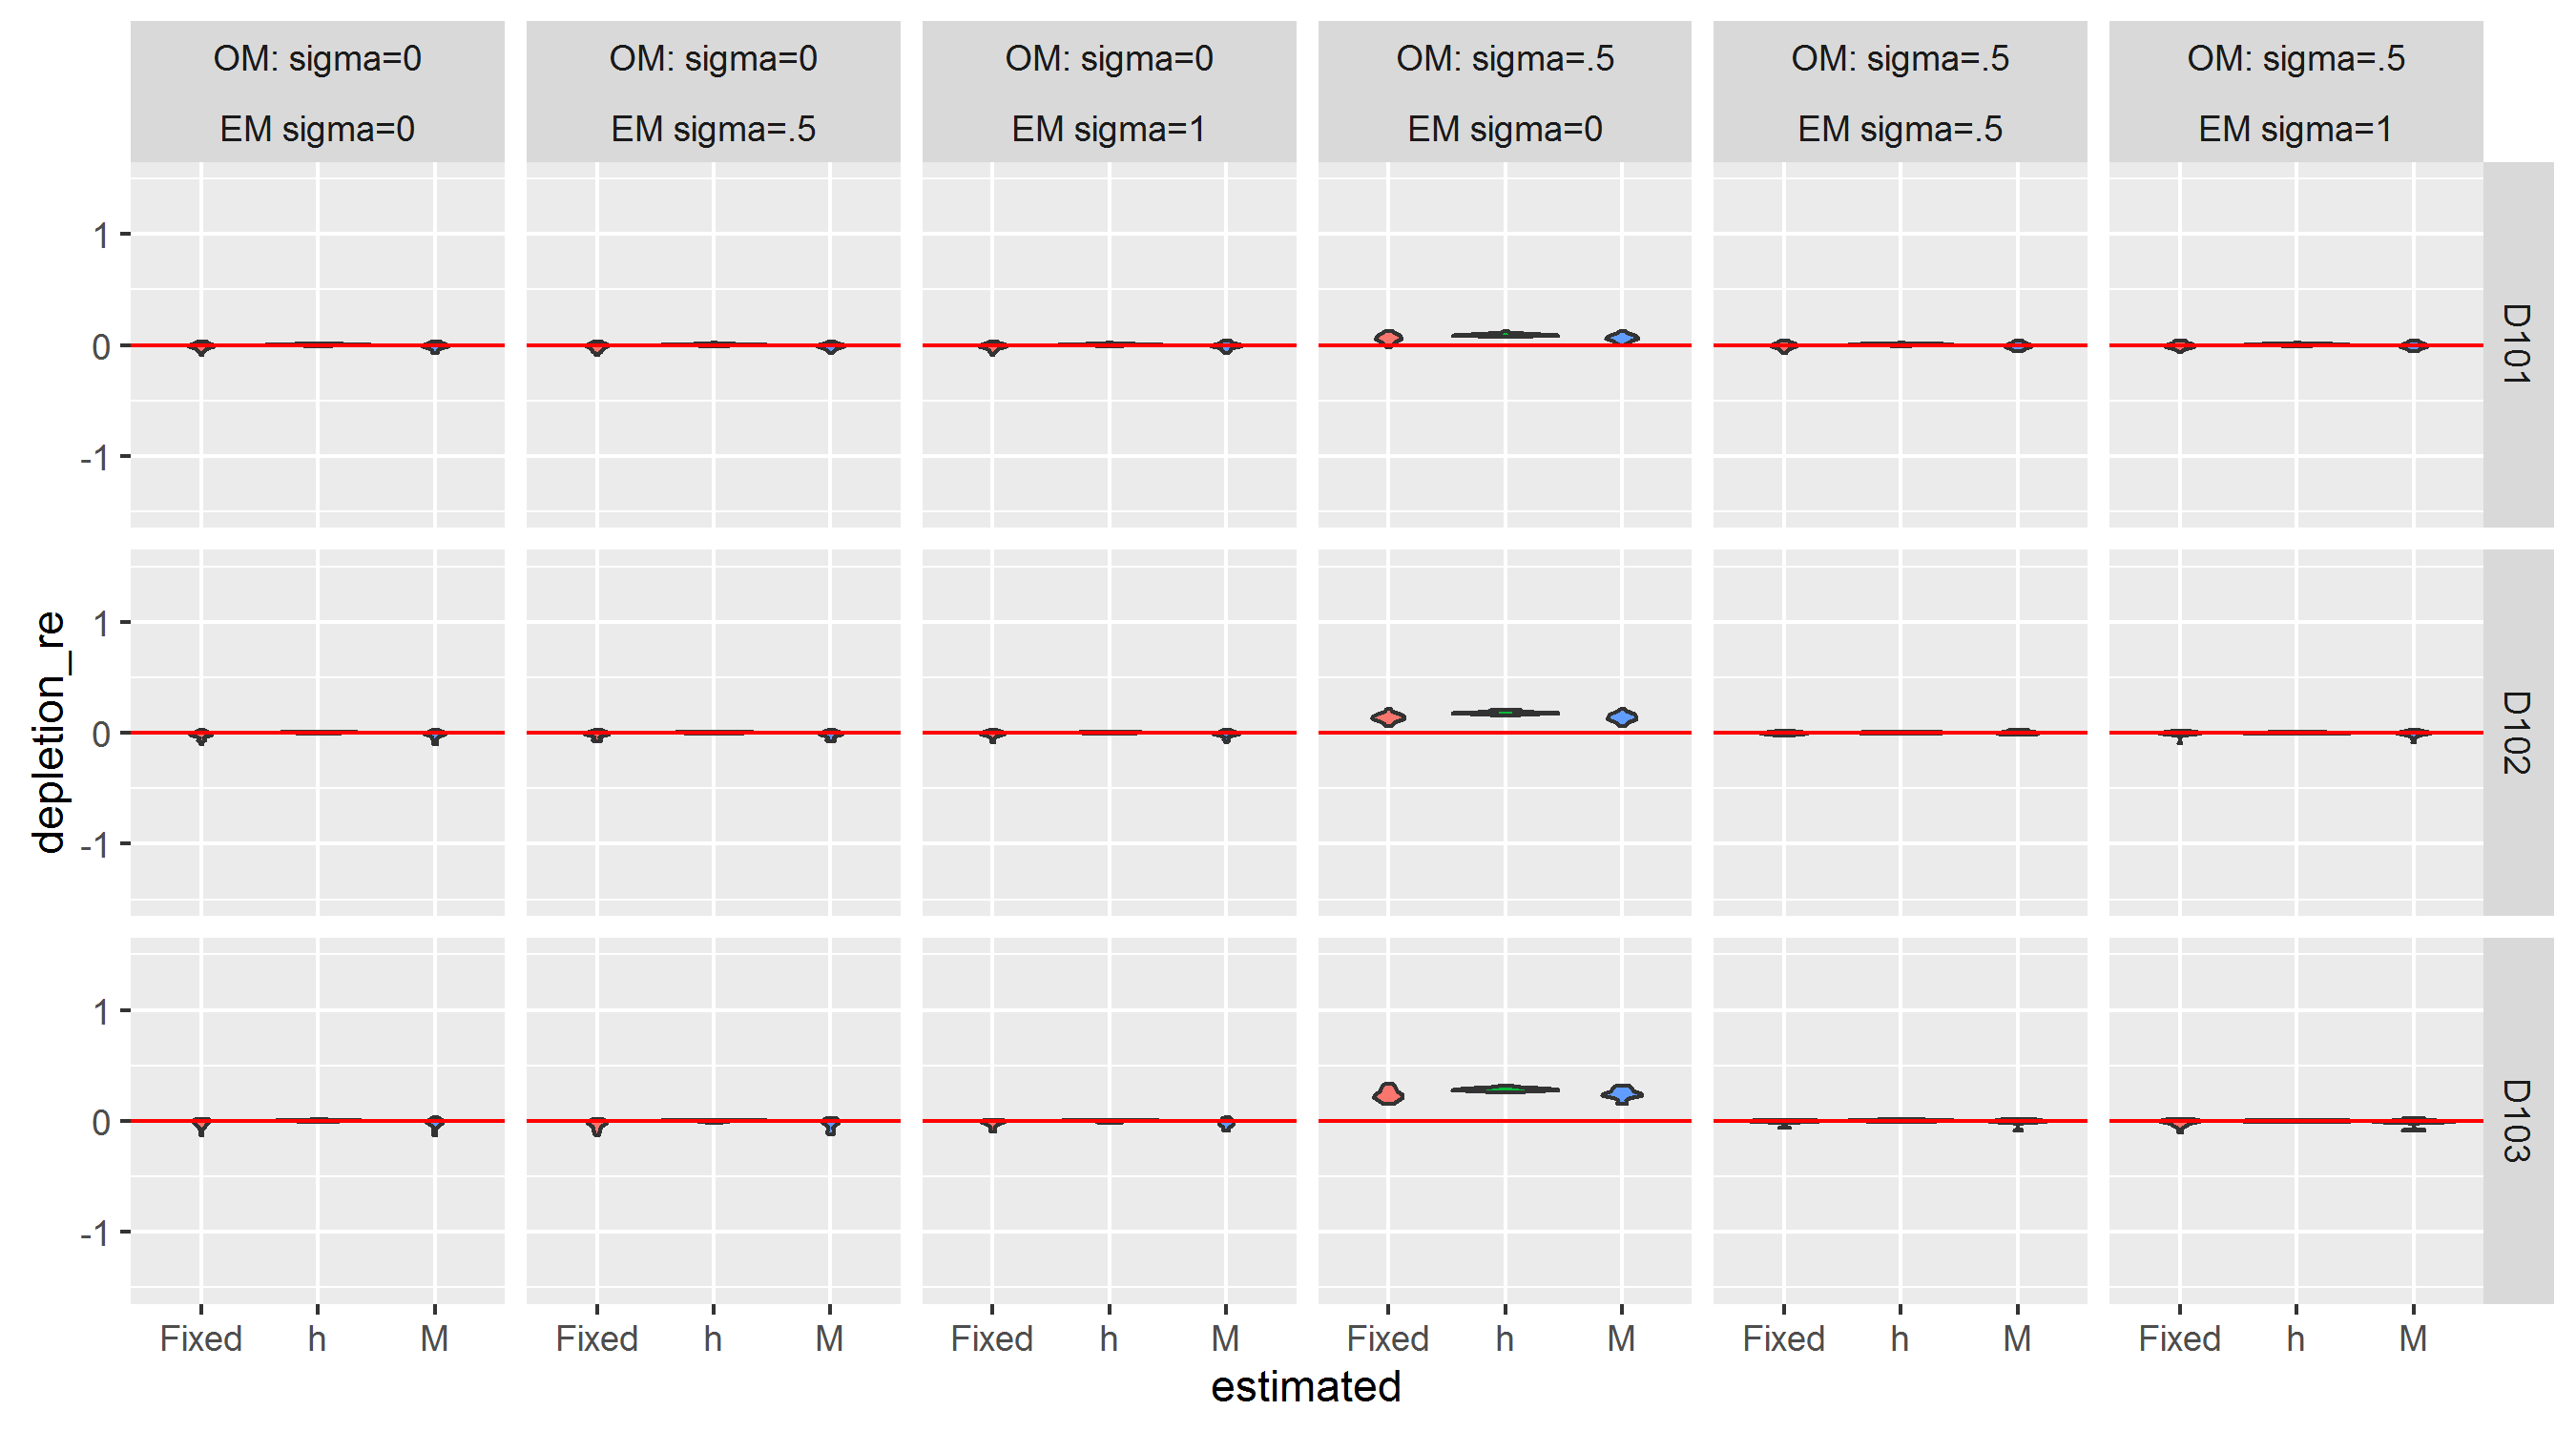 OM: sigma=0
OM: sigma=0
OM: sigma=0
OM: sigma=.5
OM: sigma=.5
OM: sigma=.5
EM sigma=0
EM sigma=.5
EM sigma=1
EM sigma=0
EM sigma=.5
EM sigma=1
1
0
-1
D101
depletion_re
1
0
-1
D102
1
0
-1
D103
Fixed h M
Fixed h M
Fixed h M
Fixed h M
Fixed h M
Fixed h M
estimated